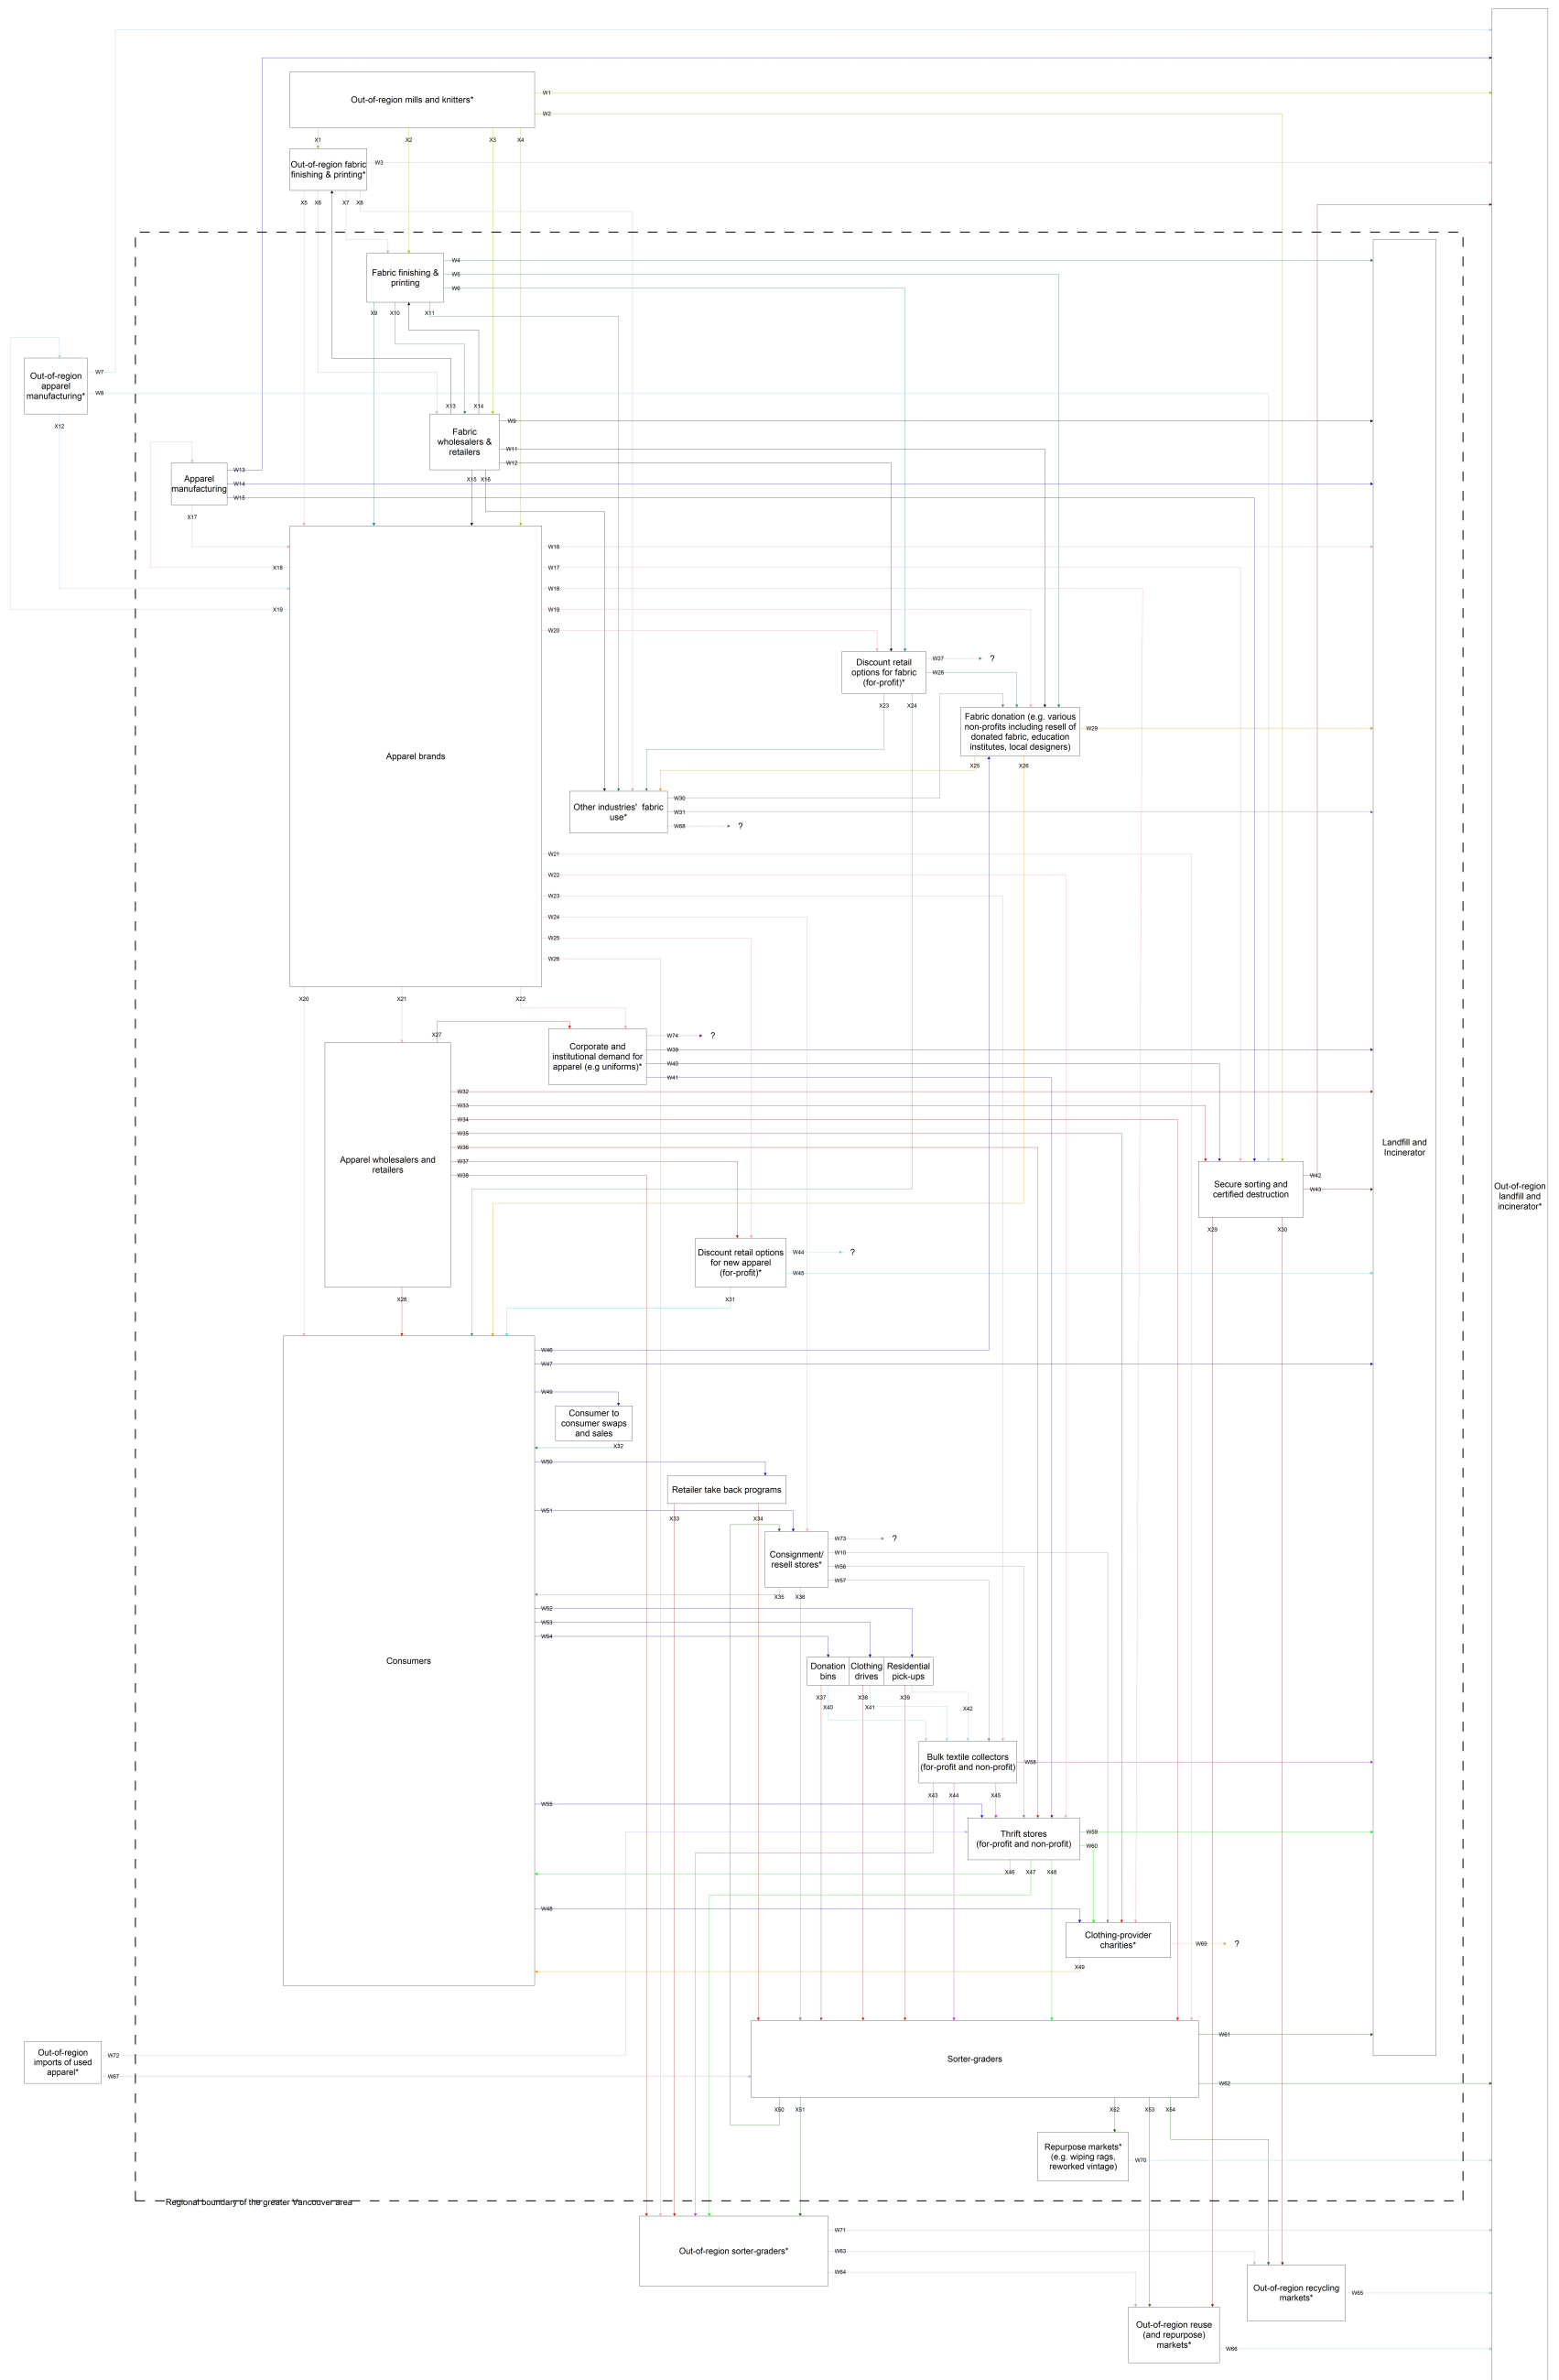 Out-of-region mills and knitters*
W1
W2
X1
X2
X3
X4
Out-of-region fabric
finishing & printing*
W3
X5
X6
X7
X8
Fabric finishing &
printing
W4
W5
W6
X9
X10
X11
Out-of-region
apparel
manufacturing*
W7
W8
X12
X13
X14
Fabric
wholesalers &
retailers
W9
W11
W12
X15
X16
Apparel
manufacturing
W13
W14
W15
X17
X18
X19
Apparel brands
W16
W17
W18
W19
W20
Discount retail
options for fabric
(for-profit)*
W27
?
W28
X23
X24
Fabric donation (e.g. various
non-profits including resell of
donated fabric, education
institutes, local designers)
W29
X25
X26
Other industries' fabric
use*
W30
W31
W68
?
W21
W22
W23
W24
W25
W26
X20
X21
X22
X27
Corporate and
institutional demand for
apparel (e.g uniforms)*
W74
?
W39
W40
W41
Apparel wholesalers and
retailers
W32
W33
W34
W35
W36
W37
W38
Landfill and
Incinerator
Out-of-region
landfill and
incinerator*
Secure sorting and
certified destruction
W42
W43
X29
X30
Discount retail options
for new apparel
(for-profit)*
W44
?
W45
X28
X31
Consumers
W46
W47
W49
Consumer to
consumer swaps
and sales
X32
W50
Retailer take back programs
W51
X33
X34
Consignment/
resell stores*
W73
?
W10
W56
W57
X35
X36
W52
W53
W54
Donation
bins
Clothing
drives
Residential
pick-ups
X37
X38
X39
X40
X41
X42
Bulk textile collectors
(for-profit and non-profit)
W58
X43
X44
X45
W55
Thrift stores
(for-profit and non-profit)
W59
W60
X46
X47
X48
W48
Clothing-provider
charities*
W69
?
X49
Out-of-region
imports of used
apparel*
W72
W67
Sorter-graders
W61
W62
X50
X51
X52
X53
X54
Repurpose markets*
(e.g. wiping rags,
reworked vintage)
W70
Regional boundary of the greater Vancouver area
Out-of-region sorter-graders*
W71
W63
W64
Out-of-region recycling
markets*
W65
Out-of-region reuse
(and repurpose)
markets*
W66